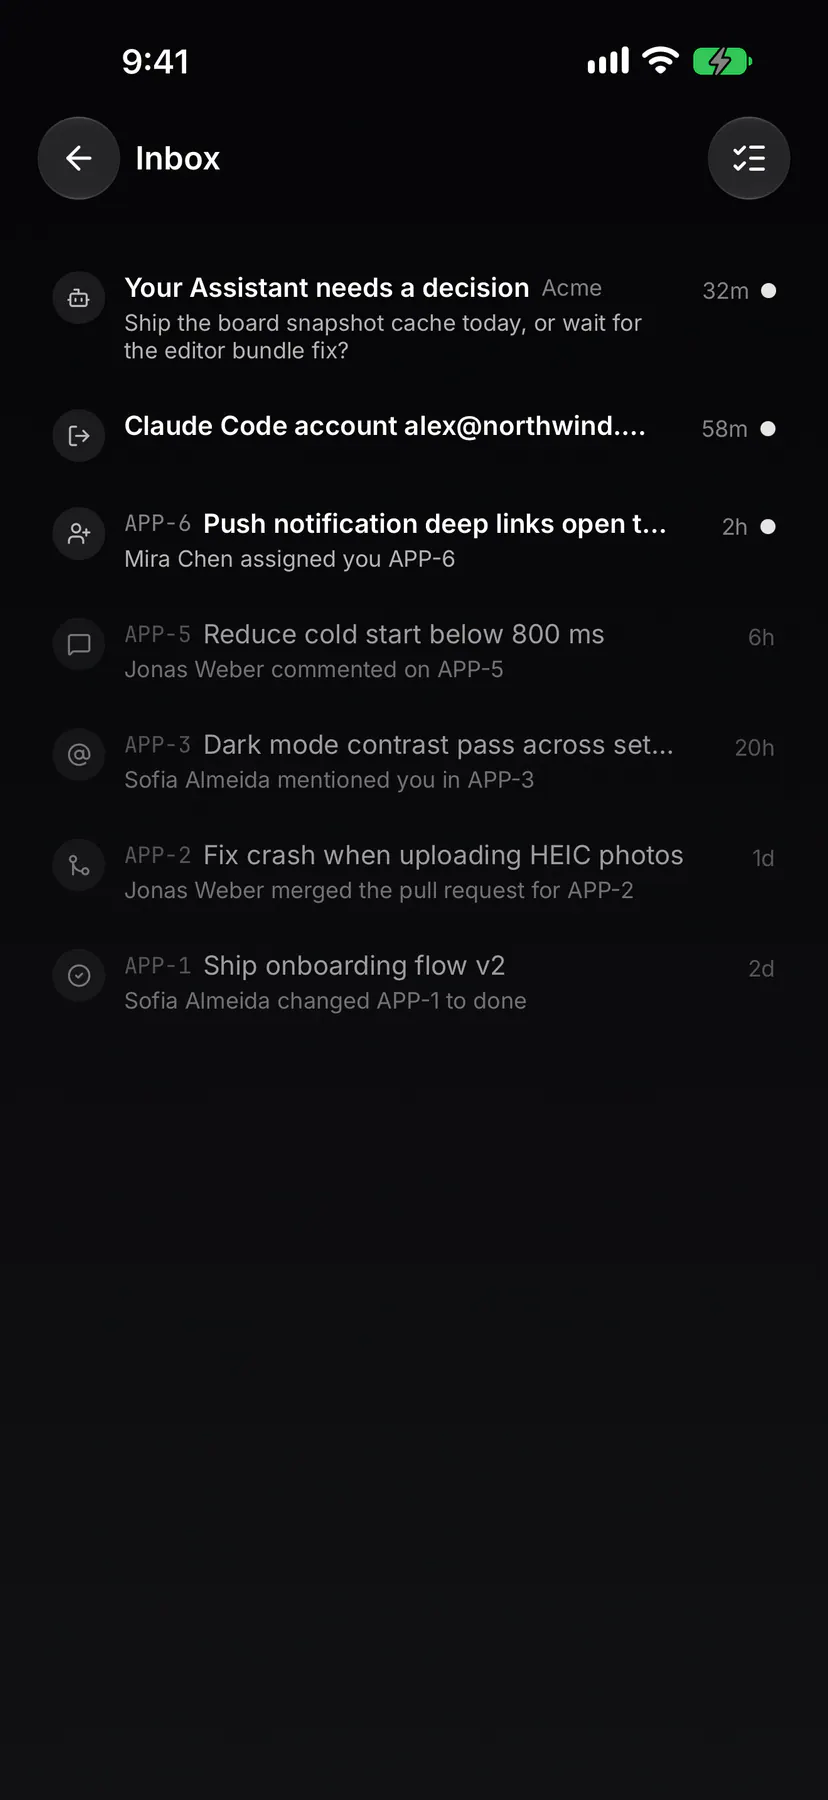 9:41
Inbox
Your Assistant needs a decision Acme 32m
Ship the board snapshot cache today, or wait for
the editor bundle fix?
Claude Code account alex@northwind.... 58m
APP-6 Push notification deep links open t... 2h
Mira Chen assigned you APP-6
APP-5 Reduce cold start below 800 ms 6h
Jonas Weber commented on APP-5
APP-3 Dark mode contrast pass across set... 20h
Sofia Almeida mentioned you in APP-3
APP-2 Fix crash when uploading HEIC photos 1d
Jonas Weber merged the pull request for APP-2
APP-1 Ship onboarding flow v2 2d
Sofia Almeida changed APP-1 to done